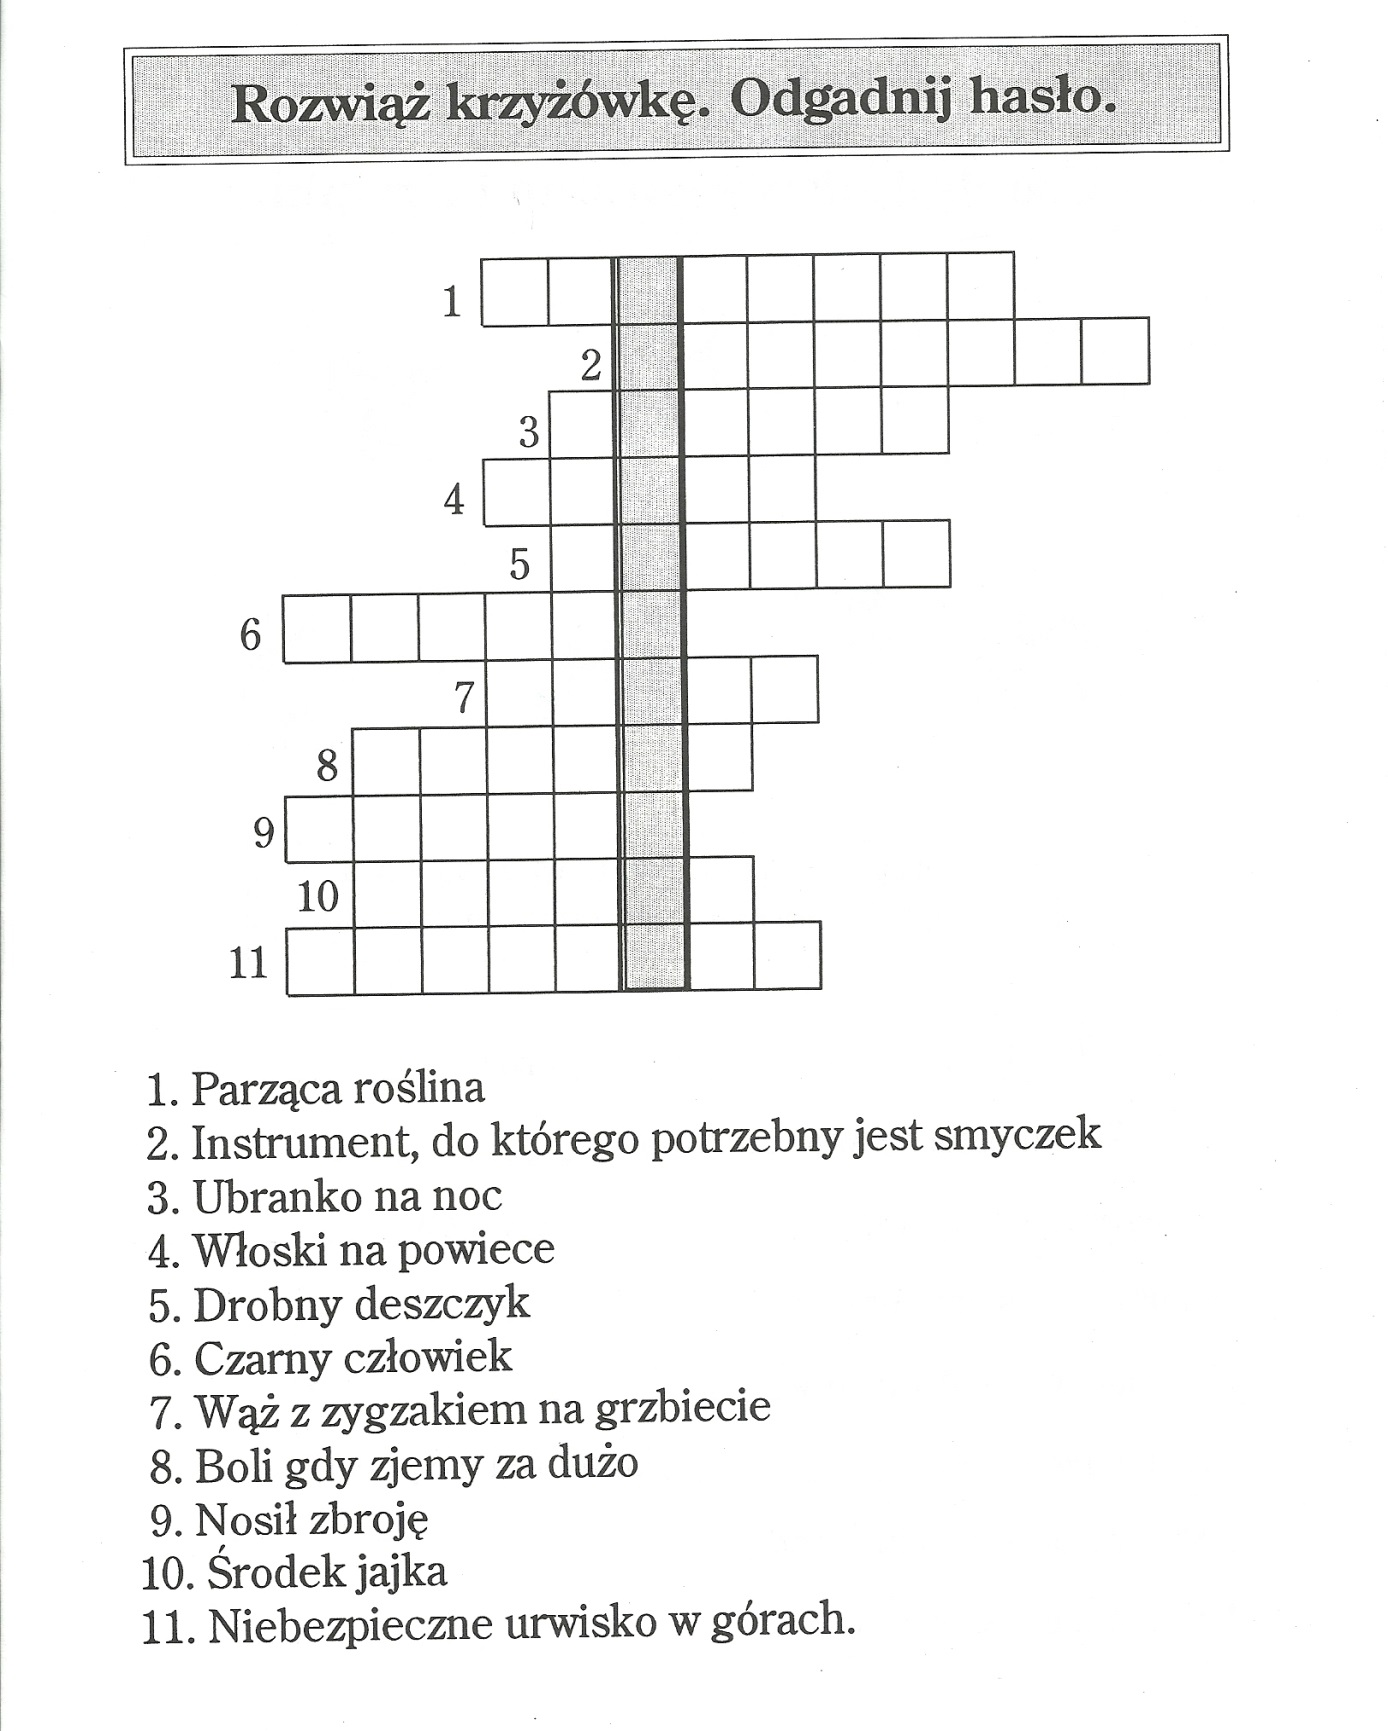 Rozwiąż krzyżówkę. Odgadnij hasło.
1
2
3
4
5
6
7
8
9
10
11
1. Parząca roślina
2. Instrument, do którego potrzebny jest smyczek
3. Ubranko na noc
4. Włoski na powiece
5. Drobny deszczyk
6. Czarny człowiek
7. Wąż z zygzakiem na grzbiecie
8. Boli gdy zjemy za dużo
9. Nosił zbroję
10. Środek jajka
11. Niebezpieczne urwisko w górach.